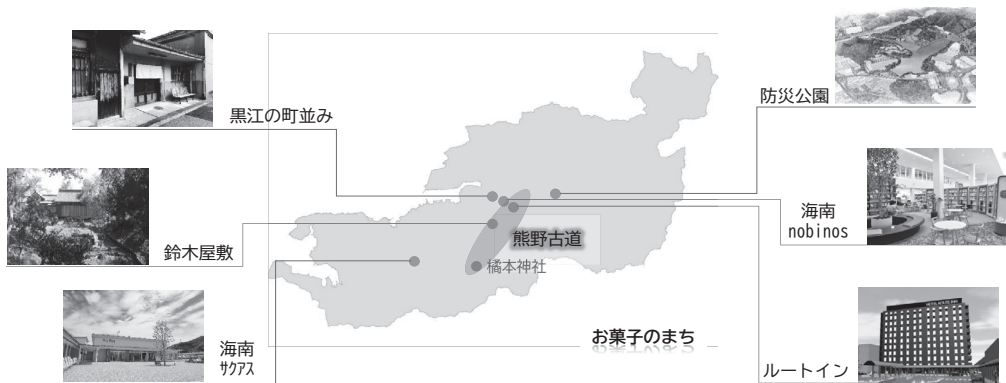 黒江の町並み
防災公園
鈴木屋敷
海南
nobinos
熊野古道
橘本神社
海南
サクアス
お菓子のまち
ルートイン